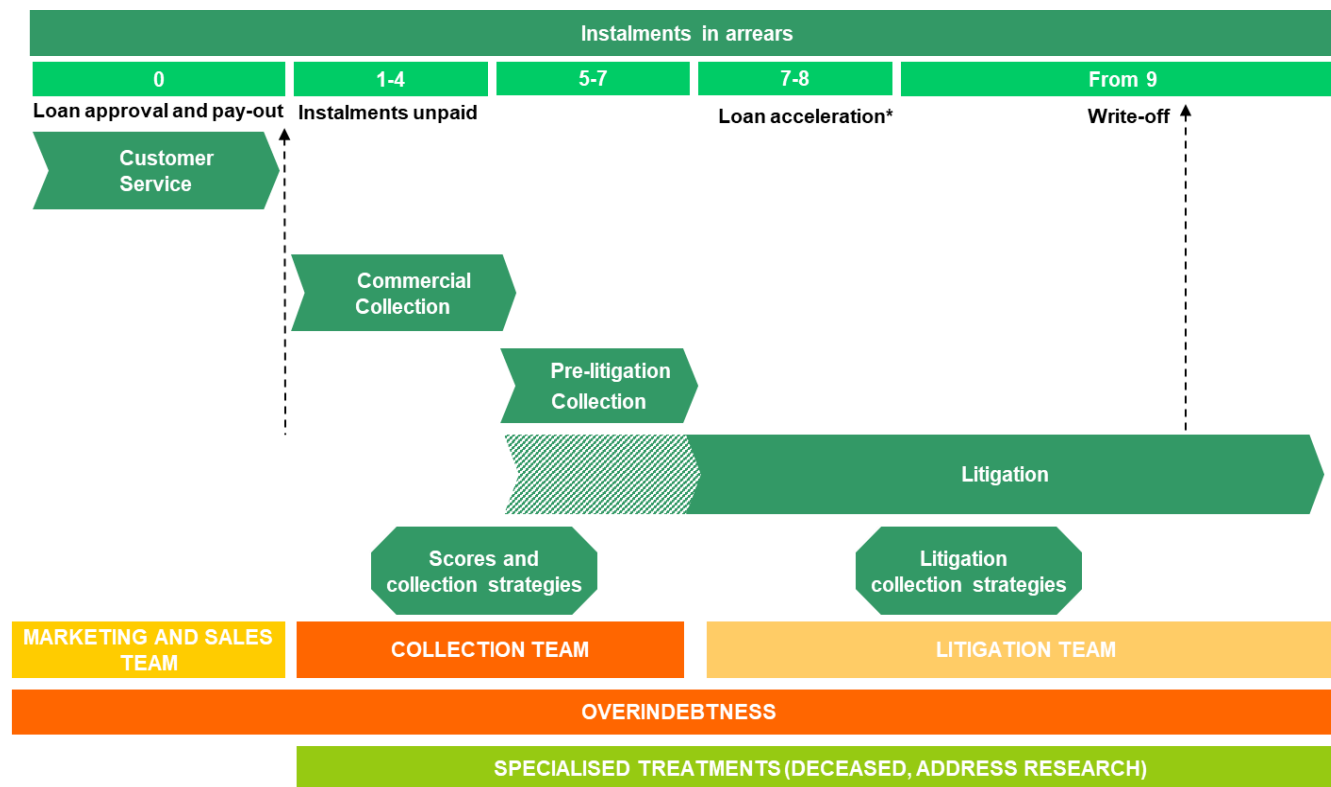 Instalments in arrears
0
1-4
5-7
7-8
From 9
Loan approval and pay-out
Instalments unpaid
Loan acceleration*
Write-off
Customer
Service
Commercial
Collection
Pre-litigation
Collection
Litigation
Scores and
collection strategies
Litigation
collection strategies
MARKETING AND SALES
TEAM
COLLECTION TEAM
LITIGATION TEAM
OVERINDEBTNESS
SPECIALISED TREATMENTS (DECEASED, ADDRESS RESEARCH)